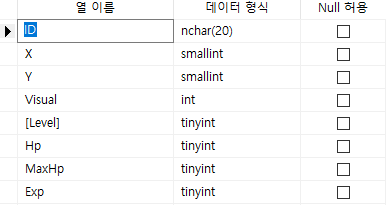 열 이름 데이터 형식 Null 허용
ID nchar(20)
X smallint
Y smallint
Visual int
[Level] tinyint
Hp tinyint
MaxHp tinyint
Exp tinyint